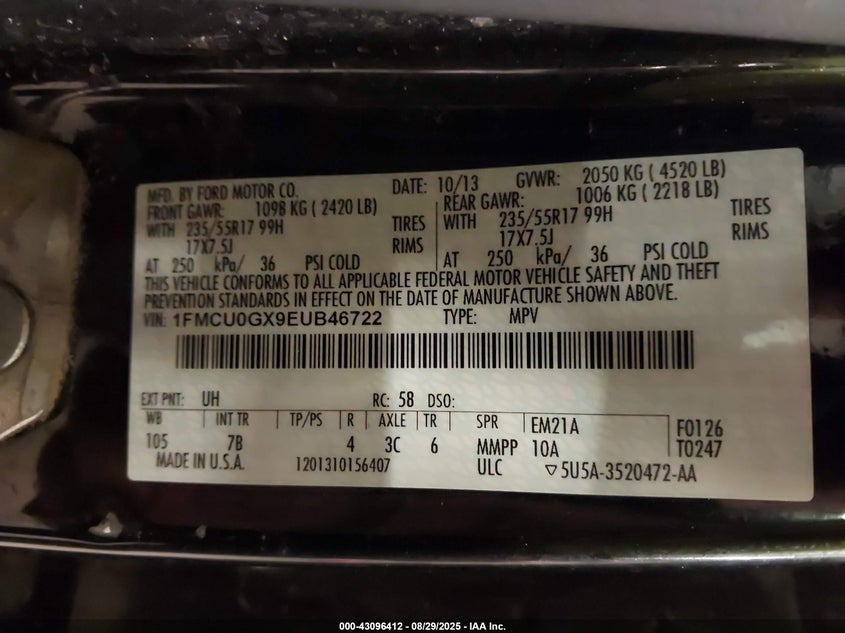 MFD. BY FORD MOTOR CO. DATE: 10/13 GVWR: 2050 KG ( 4520 LB)
FRONT GAWR: 1098 KG ( 2420 LB) REAR GAWR: 1006 KG ( 2218 LB)
WITH 235/55R17 99H TIRES WITH 235/55R17 99H TIRES
17X7.5J RIMS 17X7.5J RIMS
AT 250 kPa/ 36 PSI COLD AT 250 kPa/ 36 PSI COLD
THIS VEHICLE CONFORMS TO ALL APPLICABLE FEDERAL MOTOR VEHICLE SAFETY AND THEFT
PREVENTION STANDARDS IN EFFECT ON THE DATE OF MANUFACTURE SHOWN ABOVE.
VIN: 1FMCU0GX9EUB46722 TYPE: MPV
EXT PNT: UH RC: 58 DSO:
WB INT TR TP/PS R AXLE TR SPR EM21A F0126
105 7B 4 3C 6 MMPP 10A T0247
MADE IN U.S.A. 1201310156407 ULC ▽5U5A-3520472-AA
000-43096412 - 08/29/2025 - IAA Inc.